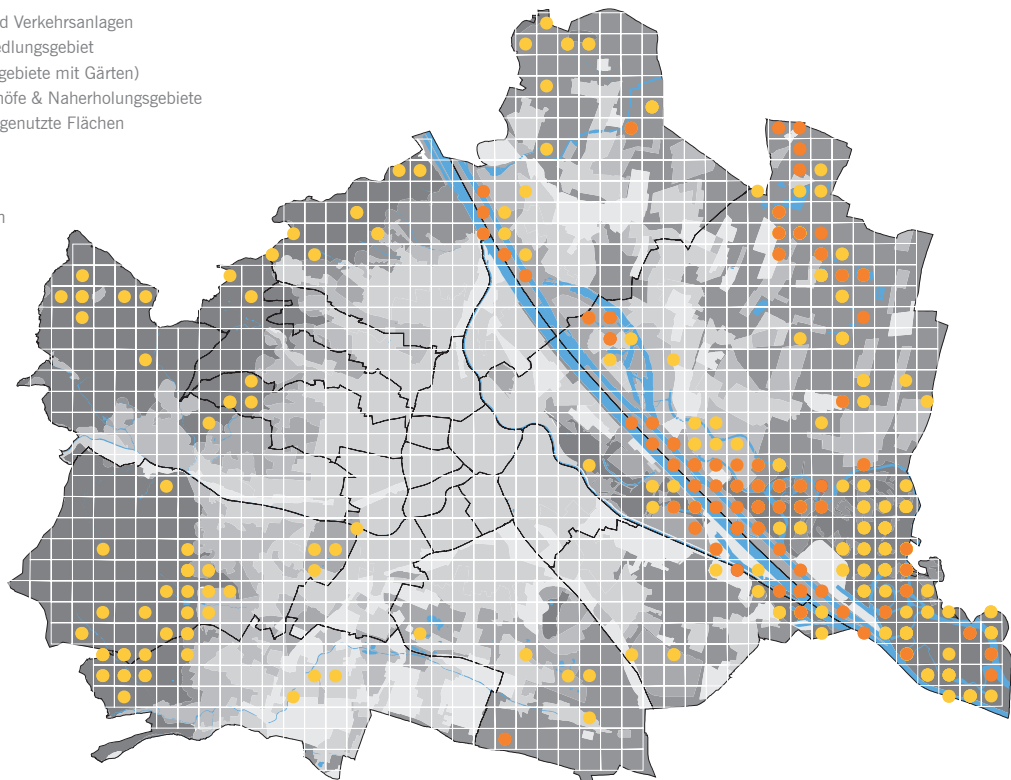 d Verkehrsanlagen
edlungsgebiet
gebiete mit Gärten)
höfe & Naherholungsgebiete
genutzte Flächen
n